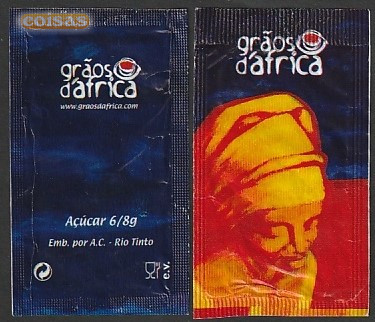 coisas
grãos
d'áfrica
www.graosdafrica.com
Açúcar 6/8g
Emb. por A.C. - Rio Tinto
e.v.
grãos
d'áfrica